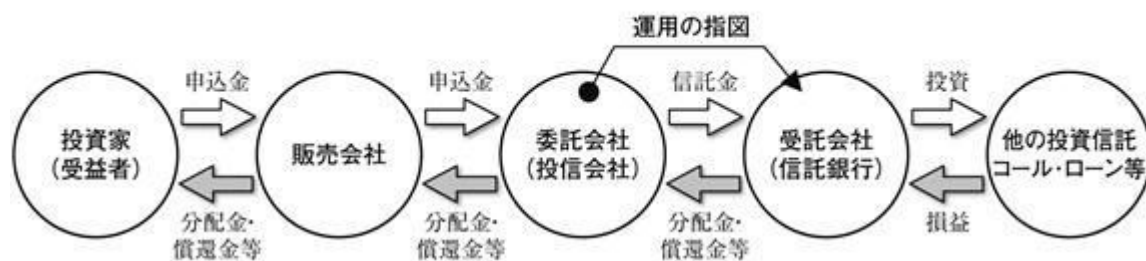 運用の指図
申込金
申込金
信託金
投資
投資家
(受益者)
販売会社
委託会社
(投信会社)
受託会社
(信託銀行)
他の投資信託
コール・ローン等
分配金・
償還金等
分配金・
償還金等
分配金・
償還金等
損益